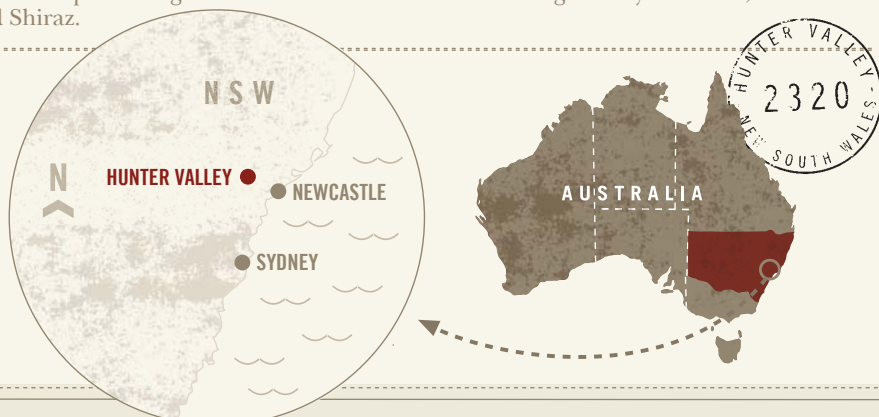 d Shiraz.
NSW
N
HUNTER VALLEY
NEWCASTLE
SYDNEY
AUSTRALIA
HUNTER VALLEY -
2320
NEW SOUTH WALES -